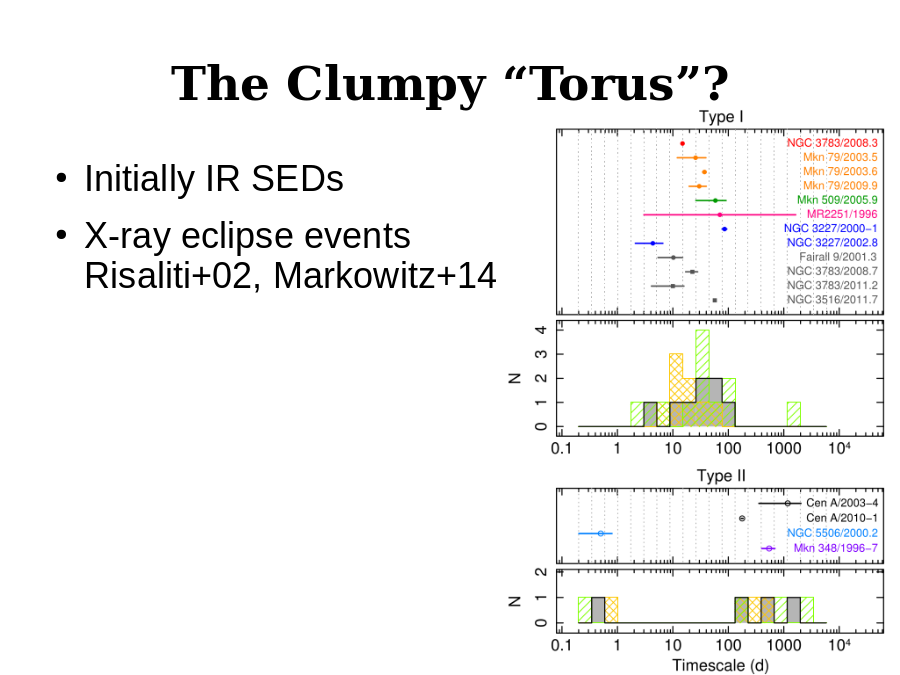 The Clumpy “Torus”?
• Initially IR SEDs
• X-ray eclipse events
Risaliti+02, Markowitz+14
Type I
NGC 3783/2008.3
Mkn 79/2003.5
Mkn 79/2003.6
Mkn 79/2009.9
Mkn 509/2005.9
MR2251/1996
NGC 3227/2000−1
NGC 3227/2002.8
Fairall 9/2001.3
NGC 3783/2008.7
NGC 3783/2011.2
NGC 3516/2011.7
4
3
2
1
0
N
0.1 1 10 100 1000 10⁴
Type II
Cen A/2003−4
Cen A/2010−1
NGC 5506/2000.2
Mkn 348/1996−7
2
1
0
N
0.1 1 10 100 1000 10⁴
Timescale (d)